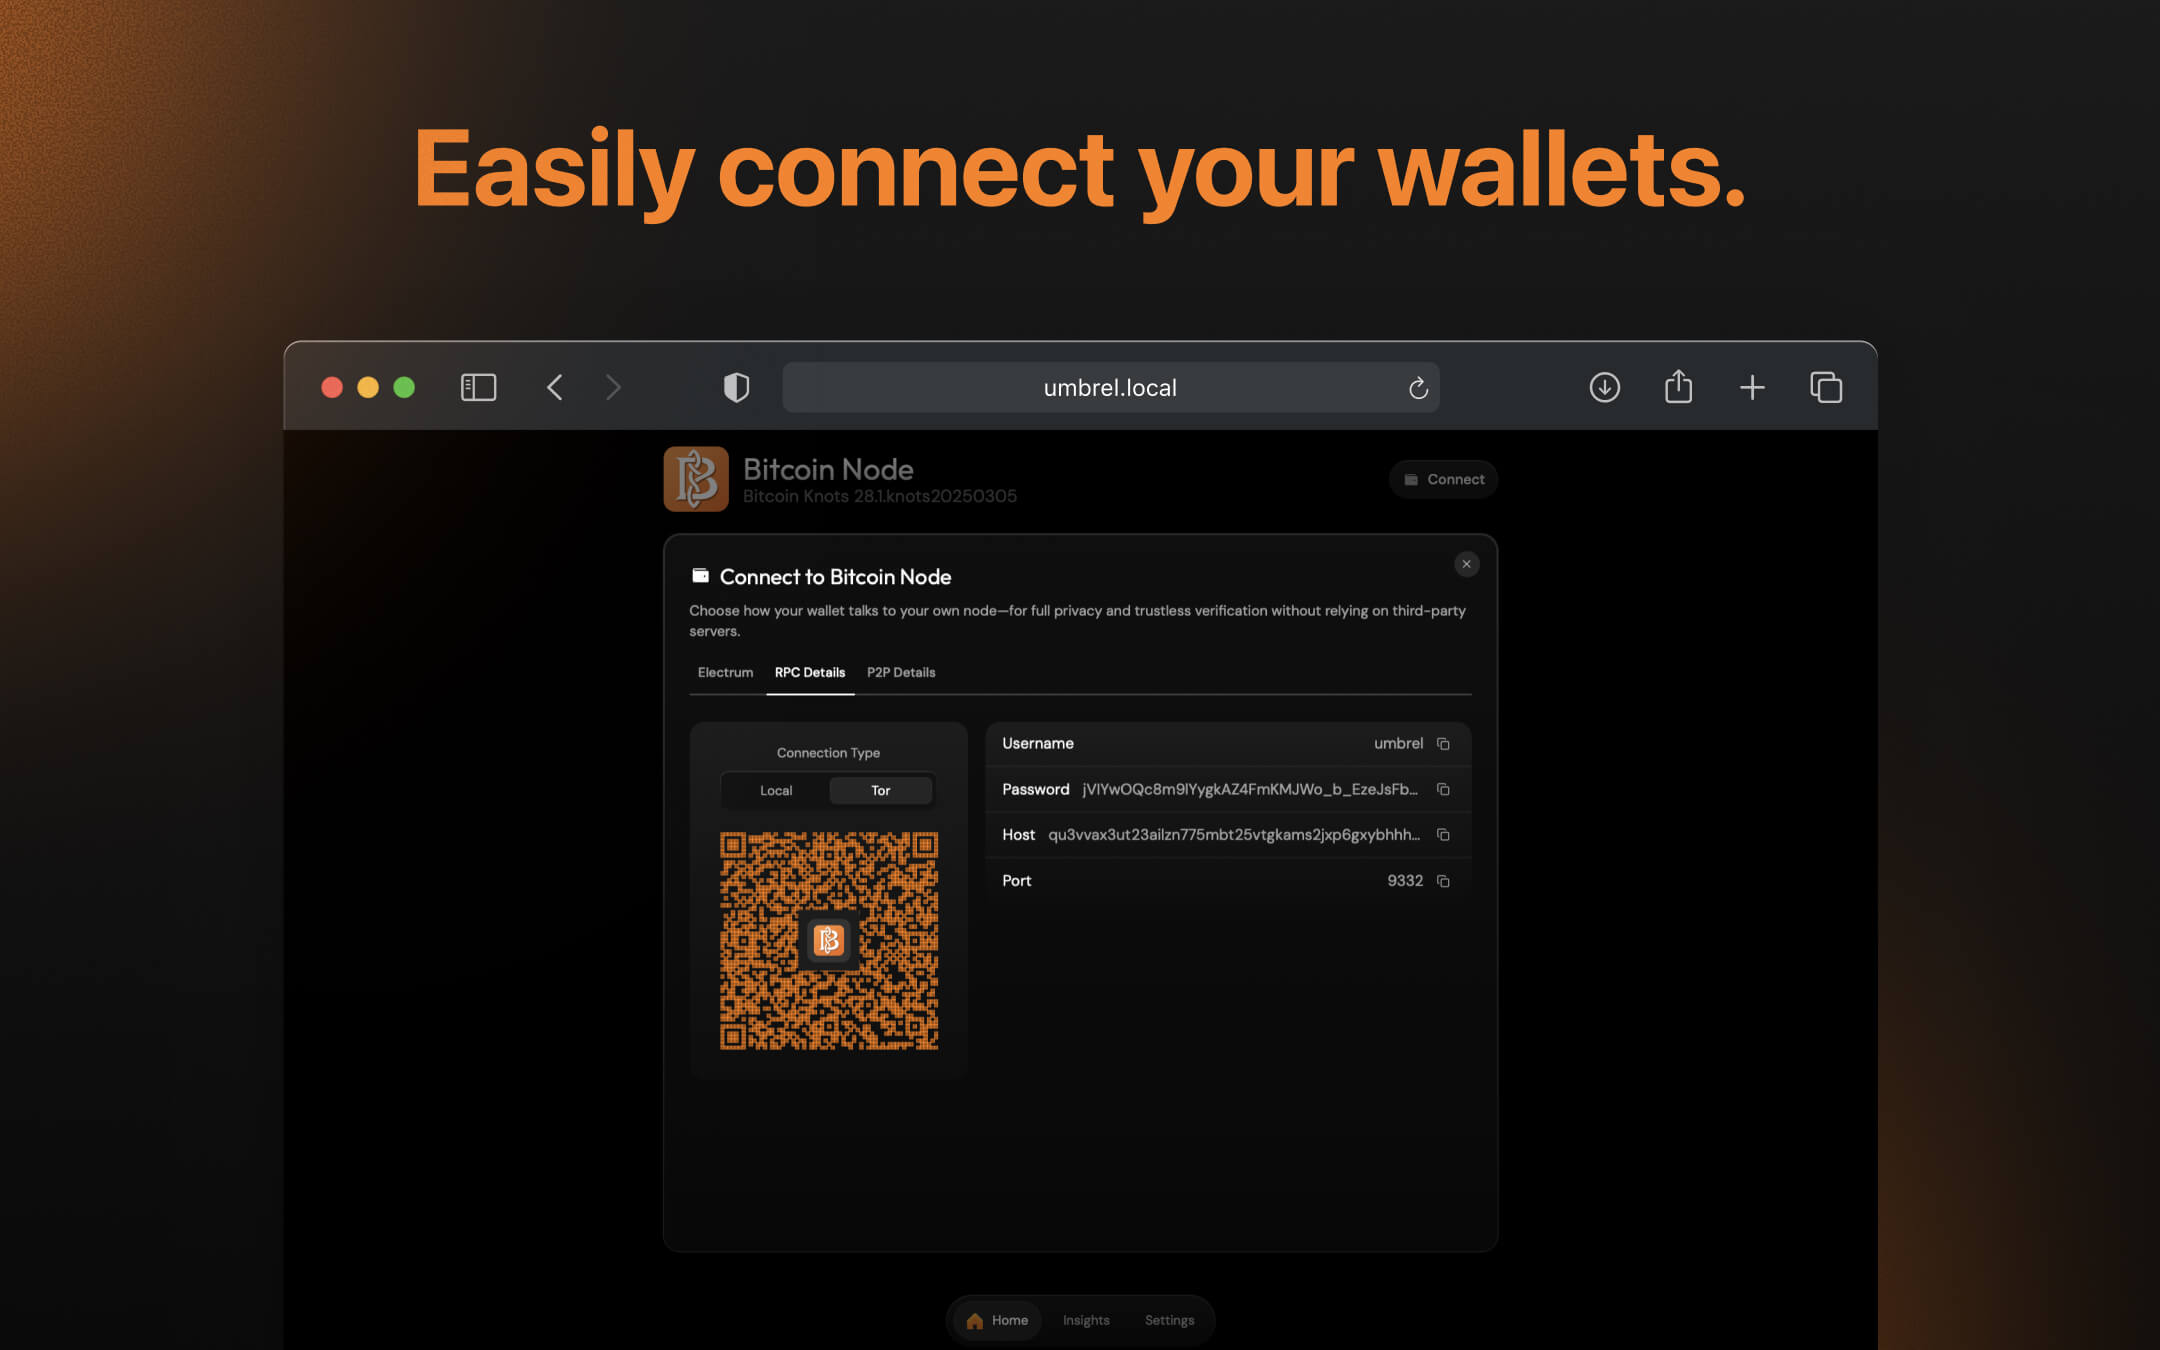 Easily connect your wallets.
umbrel.local
Bitcoin Node
Bitcoin Knots 28.1.knots20250305
Connect
Connect to Bitcoin Node
Choose how your wallet talks to your own node—for full privacy and trustless verification without relying on third-party
servers.
Electrum RPC Details P2P Details
Connection Type
Local Tor
Username umbrel
Password jVIYwOQc8m9IYygkAZ4FmKMJWo_b_EzeJsFb...
Host qu3vvax3ut23ailzn775mbt25vtgkams2jxp6gxybhhh...
Port 9332
Home Insights Settings